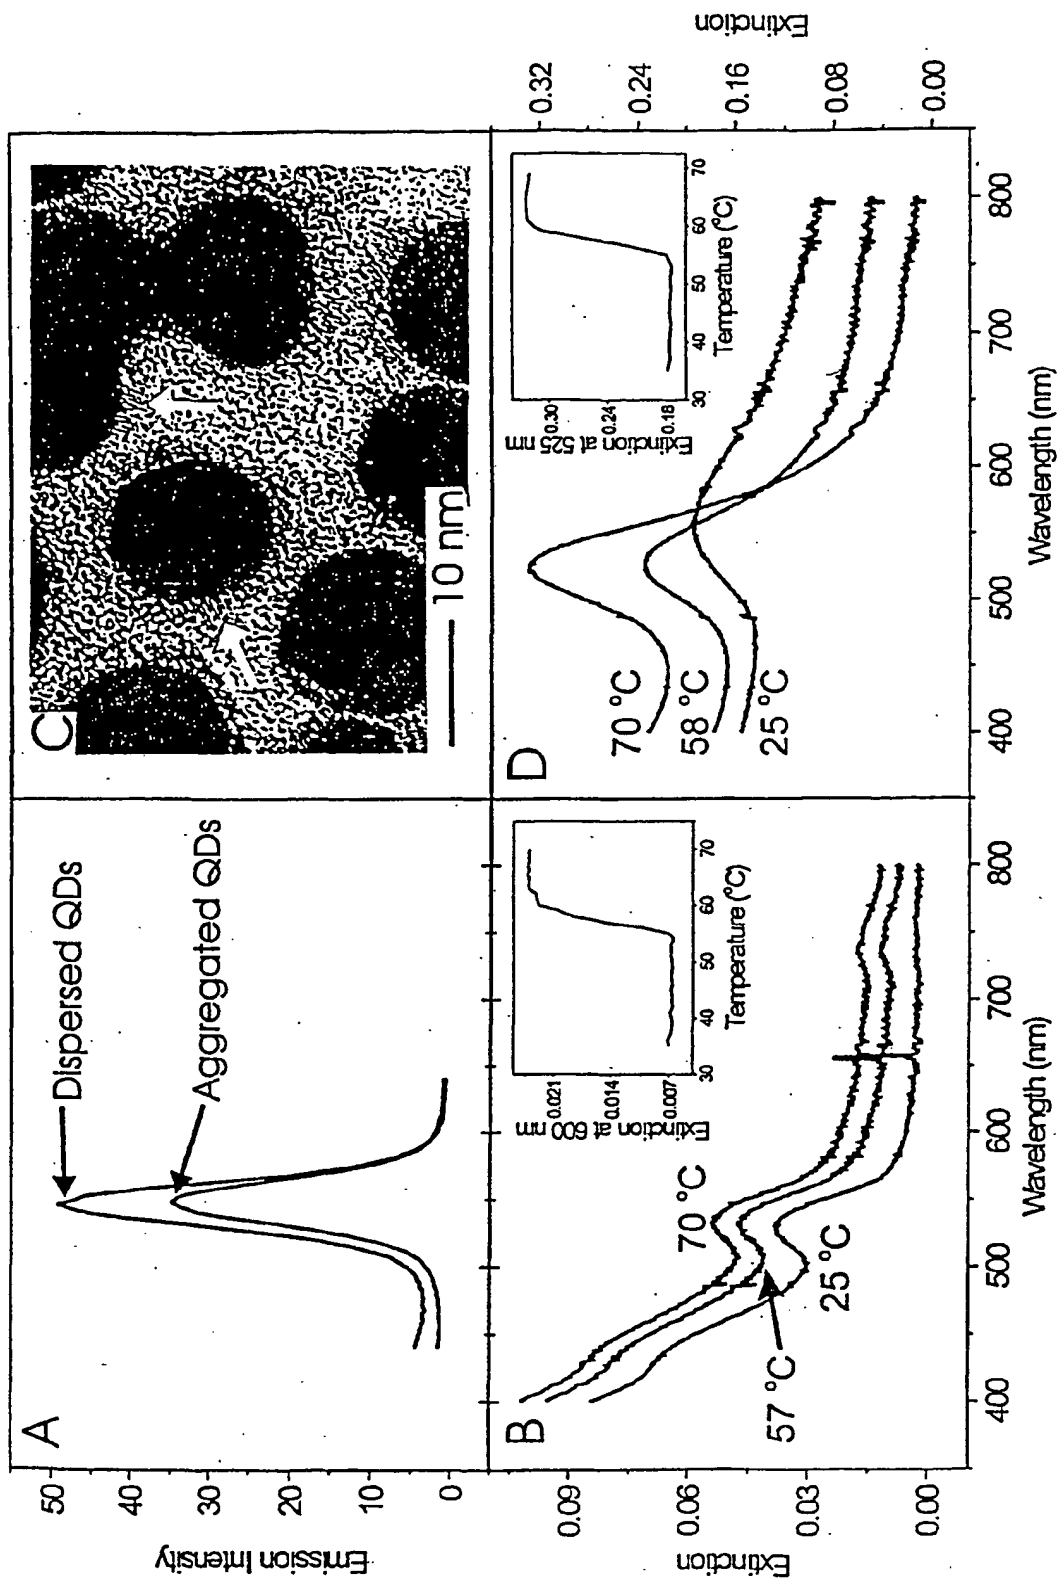 A
Dispersed QDs
Aggregated QDs
Emission Intensity
50
40
30
20
10
0
C
10 nm
B
70 °C
57 °C
25 °C
Extinction
0.09
0.06
0.03
0.00
400
500
600
700
800
Wavelength (nm)
Extinction at 600 nm
0.021
0.014
0.007
30
40
50
60
70
Temperature (°C)
D
70 °C
58 °C
25 °C
Extinction
0.32
0.24
0.16
0.08
0.00
400
500
600
700
800
Wavelength (nm)
Extinction at 525 nm
0.30
0.24
0.18
30
40
50
60
70
Temperature (°C)